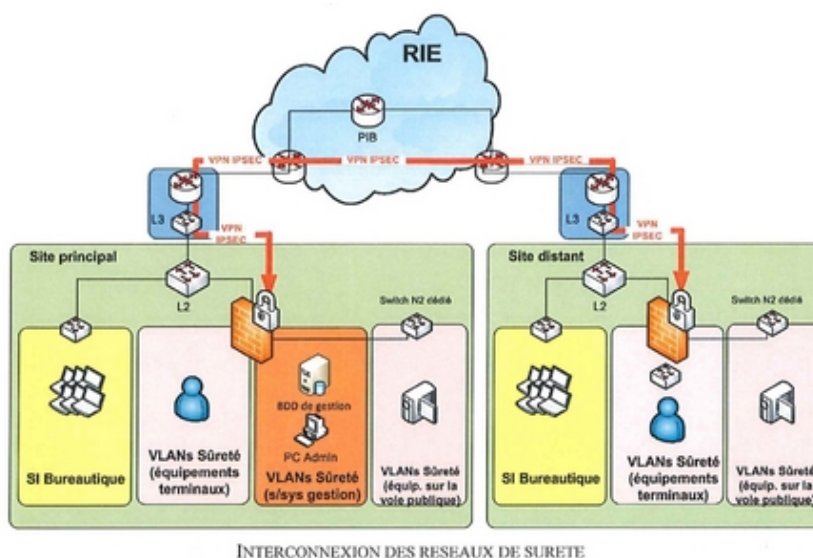 RIE
PIB
VPN IPSEC
VPN IPSEC
VPN IPSEC
L3
VPN
IPSEC
L3
VPN
IPSEC
Site principal
L2
Switch N2 dédié
SI Bureautique
VLANs Sûreté
(équipements
terminaux)
BDD de gestion
PC Admin
VLANs Sûreté
(s/sys gestion)
VLANs Sûreté
(équip. sur la
voie publique)
Site distant
L2
Switch N2 dédié
SI Bureautique
VLANs Sûreté
(équipements
terminaux)
VLANs Sûreté
(équip. sur la
voie publique)
INTERCONNEXION DES RESEAUX DE SURETE